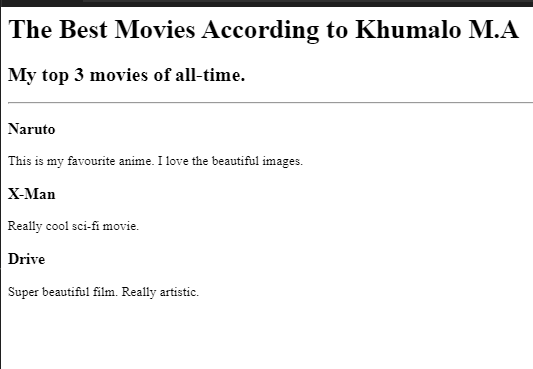 The Best Movies According to Khumalo M.A
My top 3 movies of all-time.
Naruto
This is my favourite anime. I love the beautiful images.
X-Man
Really cool sci-fi movie.
Drive
Super beautiful film. Really artistic.